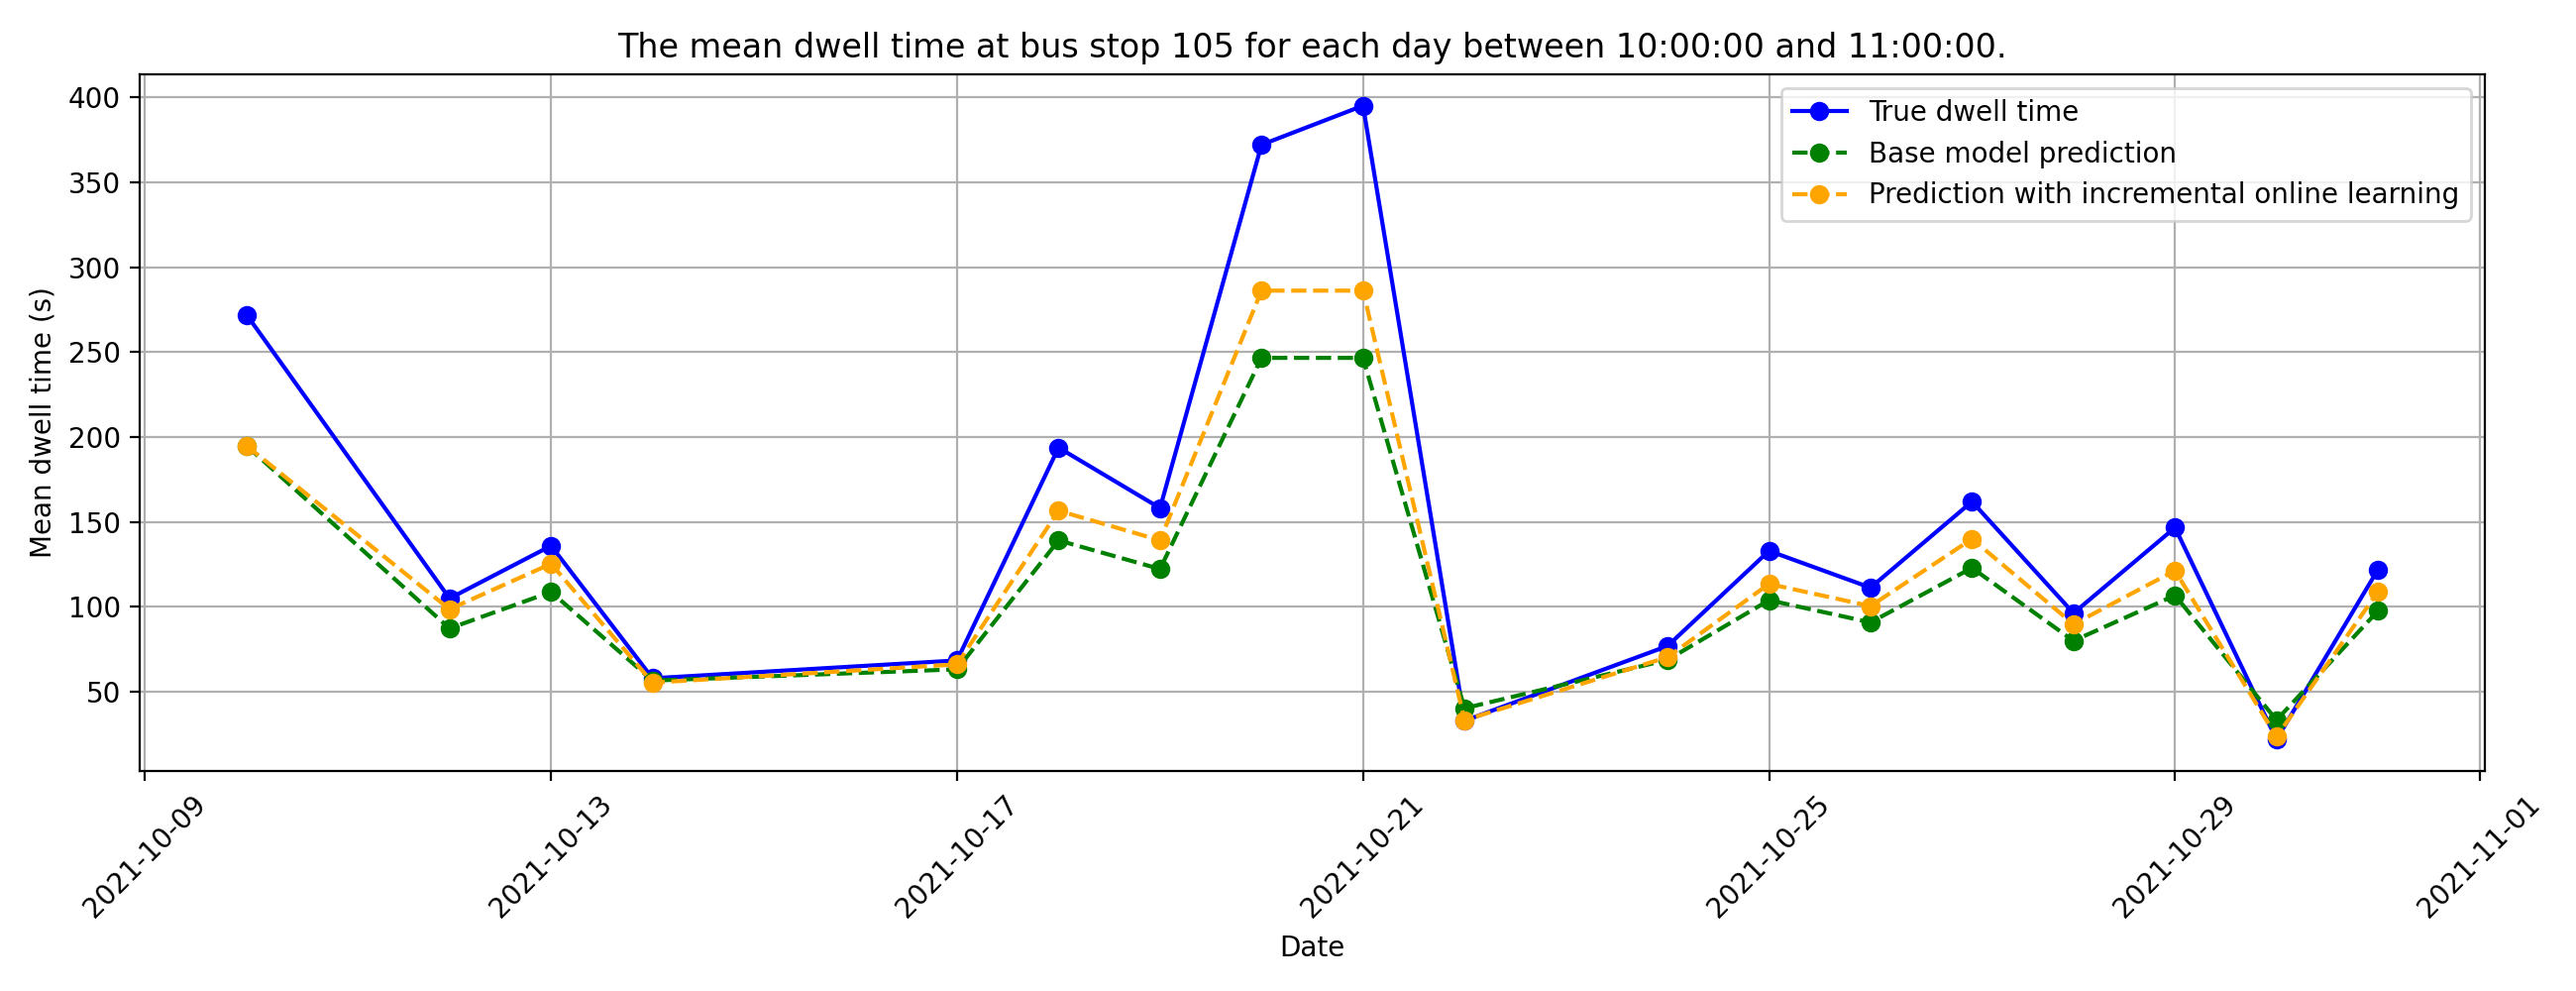 The mean dwell time at bus stop 105 for each day between 10:00:00 and 11:00:00.
True dwell time
Base model prediction
Prediction with incremental online learning
Mean dwell time (s)
400
350
300
250
200
150
100
50
2021-10-09
2021-10-13
2021-10-17
2021-10-21
2021-10-25
2021-10-29
2021-11-01
Date